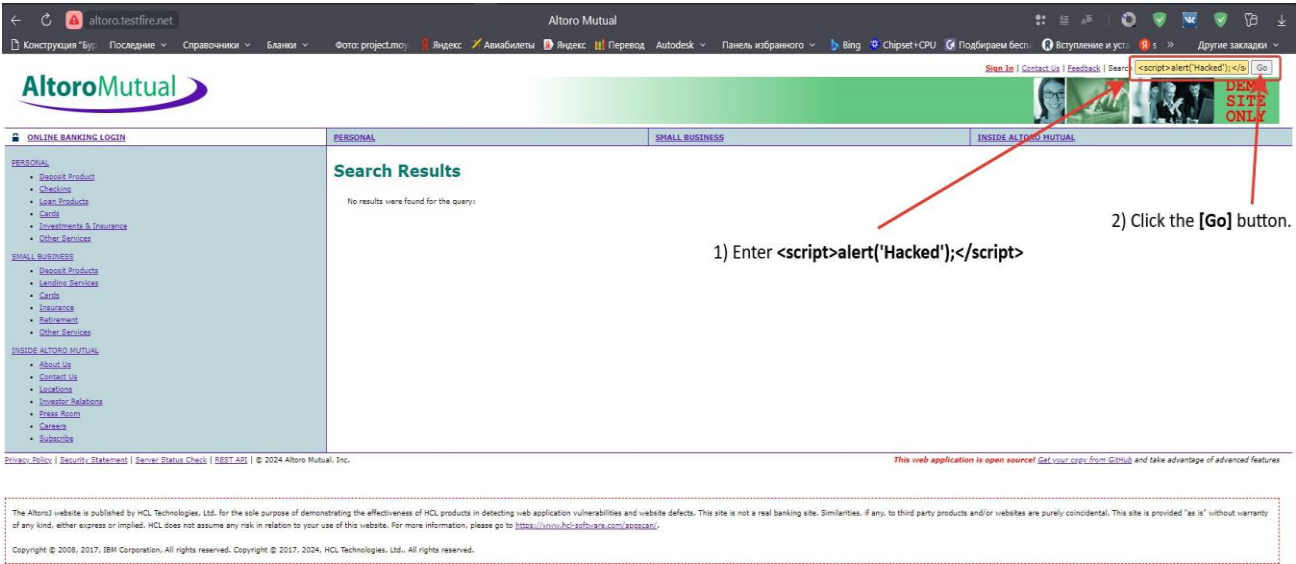 altoro.testfire.net Altoro Mutual
Конструкция "Бур Последние Справочники Бланки Фото: project.moy Яндекс Авиабилеты Яндекс Перевод Autodesk Панель избранного Bing Chipset+CPU Подбираем бесп Вступление и уст s » Другие закладки
Sign In | Contact Us | Feedback | Search <script>alert('Hacked');</s Go
AltoroMutual
DEMO SITE ONLY
ONLINE BANKING LOGIN PERSONAL SMALL BUSINESS INSIDE ALTORO MUTUAL
PERSONAL
• Deposit Product
• Checking
• Loan Products
• Cards
• Investments & Insurance
• Other Services
SMALL BUSINESS
• Deposit Products
• Lending Services
• Cards
• Insurance
• Retirement
• Other Services
INSIDE ALTORO MUTUAL
• About Us
• Contact Us
• Locations
• Investor Relations
• Press Room
• Careers
• Subscribe
Search Results
No results were found for the query:
2) Click the [Go] button.
1) Enter <script>alert('Hacked');</script>
Privacy Policy | Security Statement | Server Status Check | REST API | © 2024 Altoro Mutual, Inc. This web application is open source! Get your copy from GitHub and take advantage of advanced features
The AltoroJ website is published by HCL Technologies, Ltd. for the sole purpose of demonstrating the effectiveness of HCL products in detecting web application vulnerabilities and website defects. This site is not a real banking site. Similarities, if any, to third party products and/or websites are purely coincidental. This site is provided "as is" without warranty
of any kind, either express or implied. HCL does not assume any risk in relation to your use of this website. For more information, please go to https://www.hcl-software.com/appscan/.
Copyright © 2008, 2017, IBM Corporation, All rights reserved. Copyright © 2017, 2024, HCL Technologies, Ltd., All rights reserved.